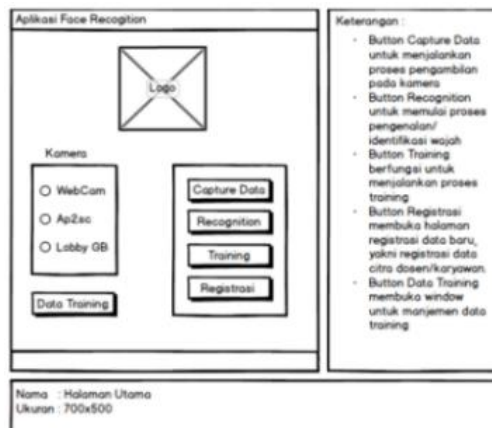 Aplikasi Face Recogition
Logo
Kamera
WebCam
Ap2sc
Lobby GB
Data Training
Capture Data
Recognition
Training
Registrasi
Keterangan :
· Button Capture Data
untuk menjalankan
proses pengambilan
pada kamera
· Button Recognition
untuk memulai proses
pengenalan/
identifikasi wajah
· Button Training
berfungsi untuk
menjalankan proses
training
· Button Registrasi
membuka halaman
registrasi data baru,
yakni registrasi data
citra dosen/karyawan.
· Button Data Training
membuka window
untuk manjemen data
training
Nama : Halaman Utama
Ukuran : 700x500